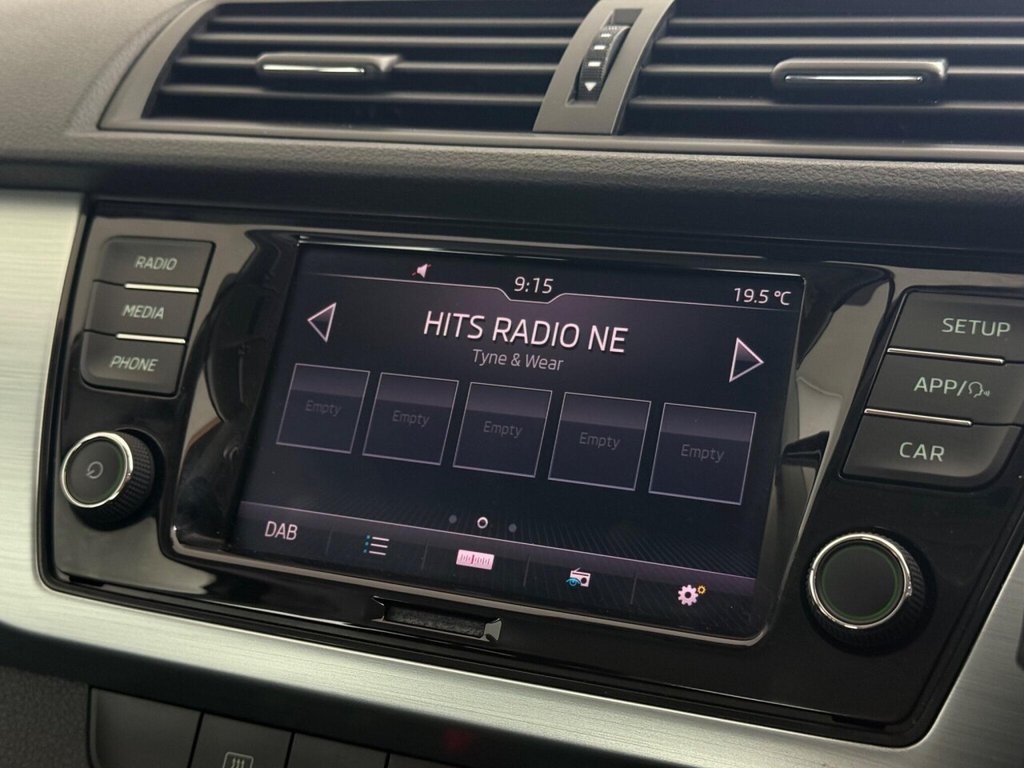 RADIO
MEDIA
PHONE
9:15
19.5 °C
HITS RADIO NE
Tyne & Wear
Empty
Empty
Empty
Empty
Empty
DAB
SETUP
APP/
CAR